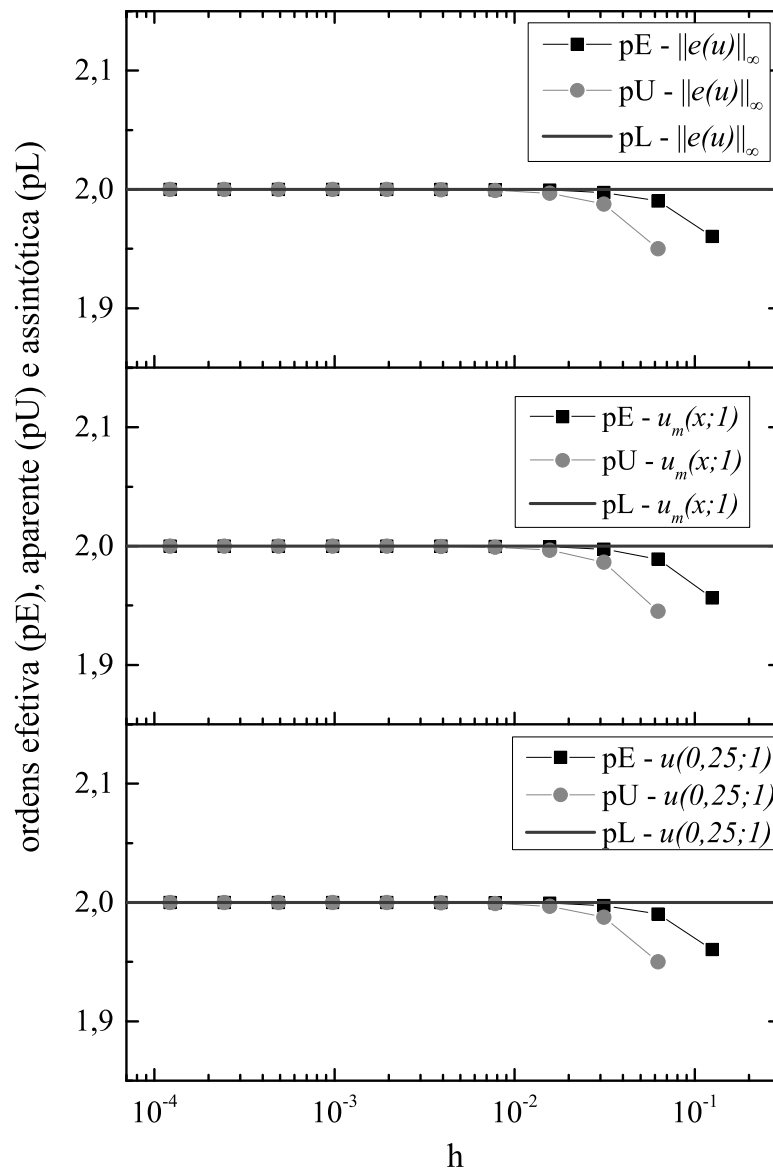 ordens efetiva (pE), aparente (pU) e assintótica (pL)
2,1
2,0
1,9
pE - ||e(u)||∞
pU - ||e(u)||∞
pL - ||e(u)||∞
2,1
2,0
1,9
pE - u_m(x;1)
pU - u_m(x;1)
pL - u_m(x;1)
2,1
2,0
1,9
pE - u(0,25;1)
pU - u(0,25;1)
pL - u(0,25;1)
10⁻⁴ 10⁻³ 10⁻² 10⁻¹
h